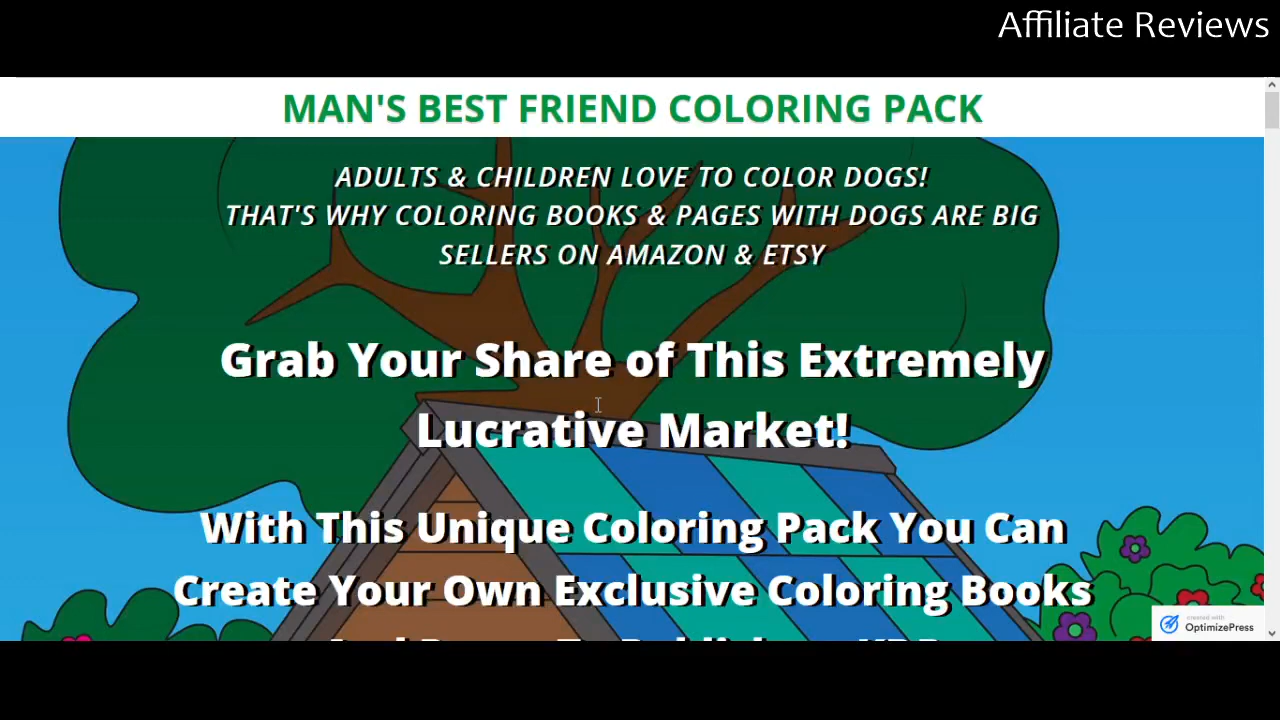 Affiliate Reviews
MAN'S BEST FRIEND COLORING PACK
ADULTS & CHILDREN LOVE TO COLOR DOGS!
THAT'S WHY COLORING BOOKS & PAGES WITH DOGS ARE BIG
SELLERS ON AMAZON & ETSY
Grab Your Share of This Extremely
Lucrative Market!
With This Unique Coloring Pack You Can
Create Your Own Exclusive Coloring Books
created with
OptimizePress